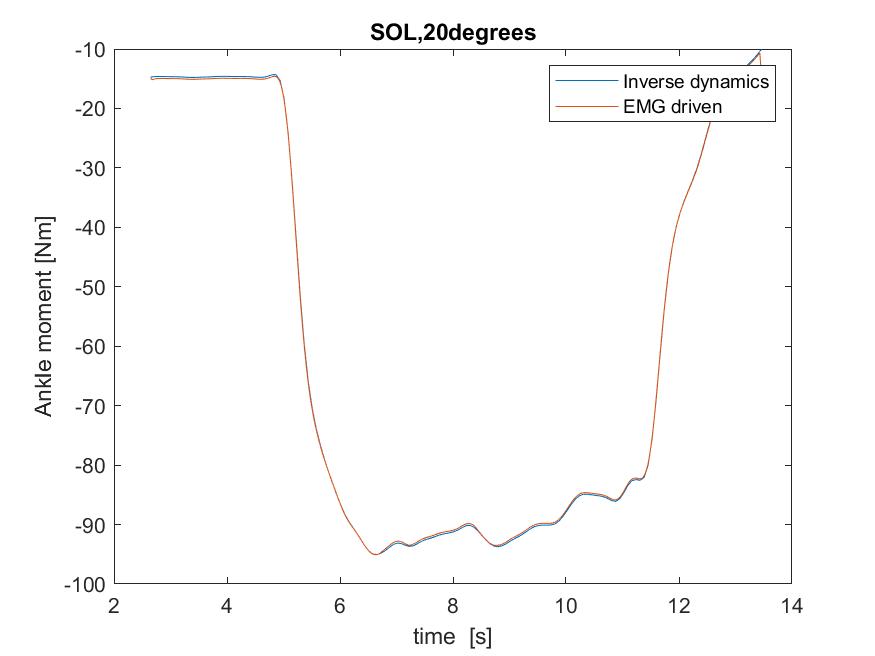 SOL,20degrees
-10
-20
-30
-40
-50
-60
-70
-80
-90
-100
Ankle moment [Nm]
Inverse dynamics
EMG driven
2 4 6 8 10 12 14
time [s]